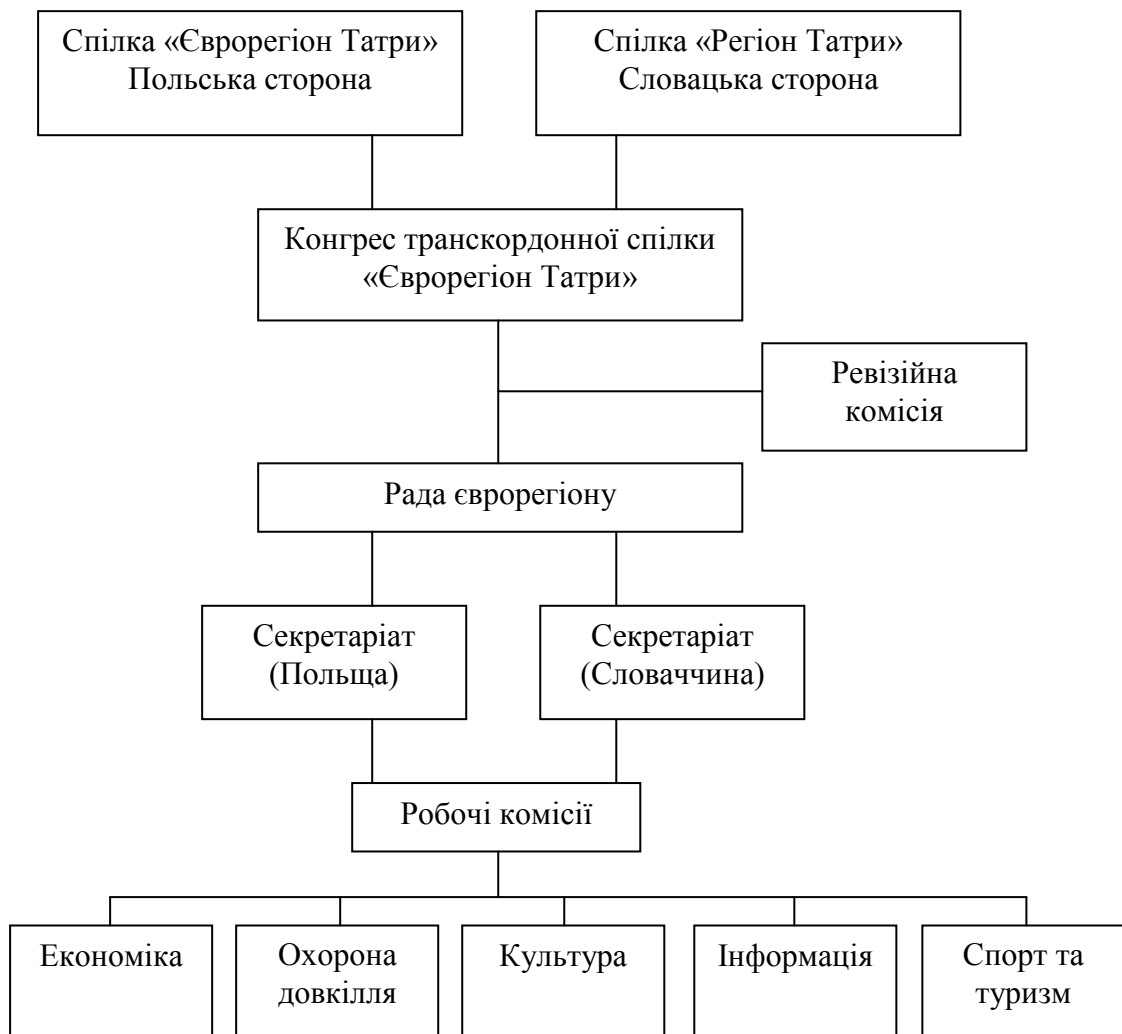 Спілка «Єврорегіон Татри»
Польська сторона
Спілка «Регіон Татри»
Словацька сторона
Конгрес транскордонної спілки
«Єврорегіон Татри»
Ревізійна
комісія
Рада єврорегіону
Секретаріат
(Польща)
Секретаріат
(Словаччина)
Робочі комісії
Економіка
Охорона
довкілля
Культура
Інформація
Спорт та
туризм